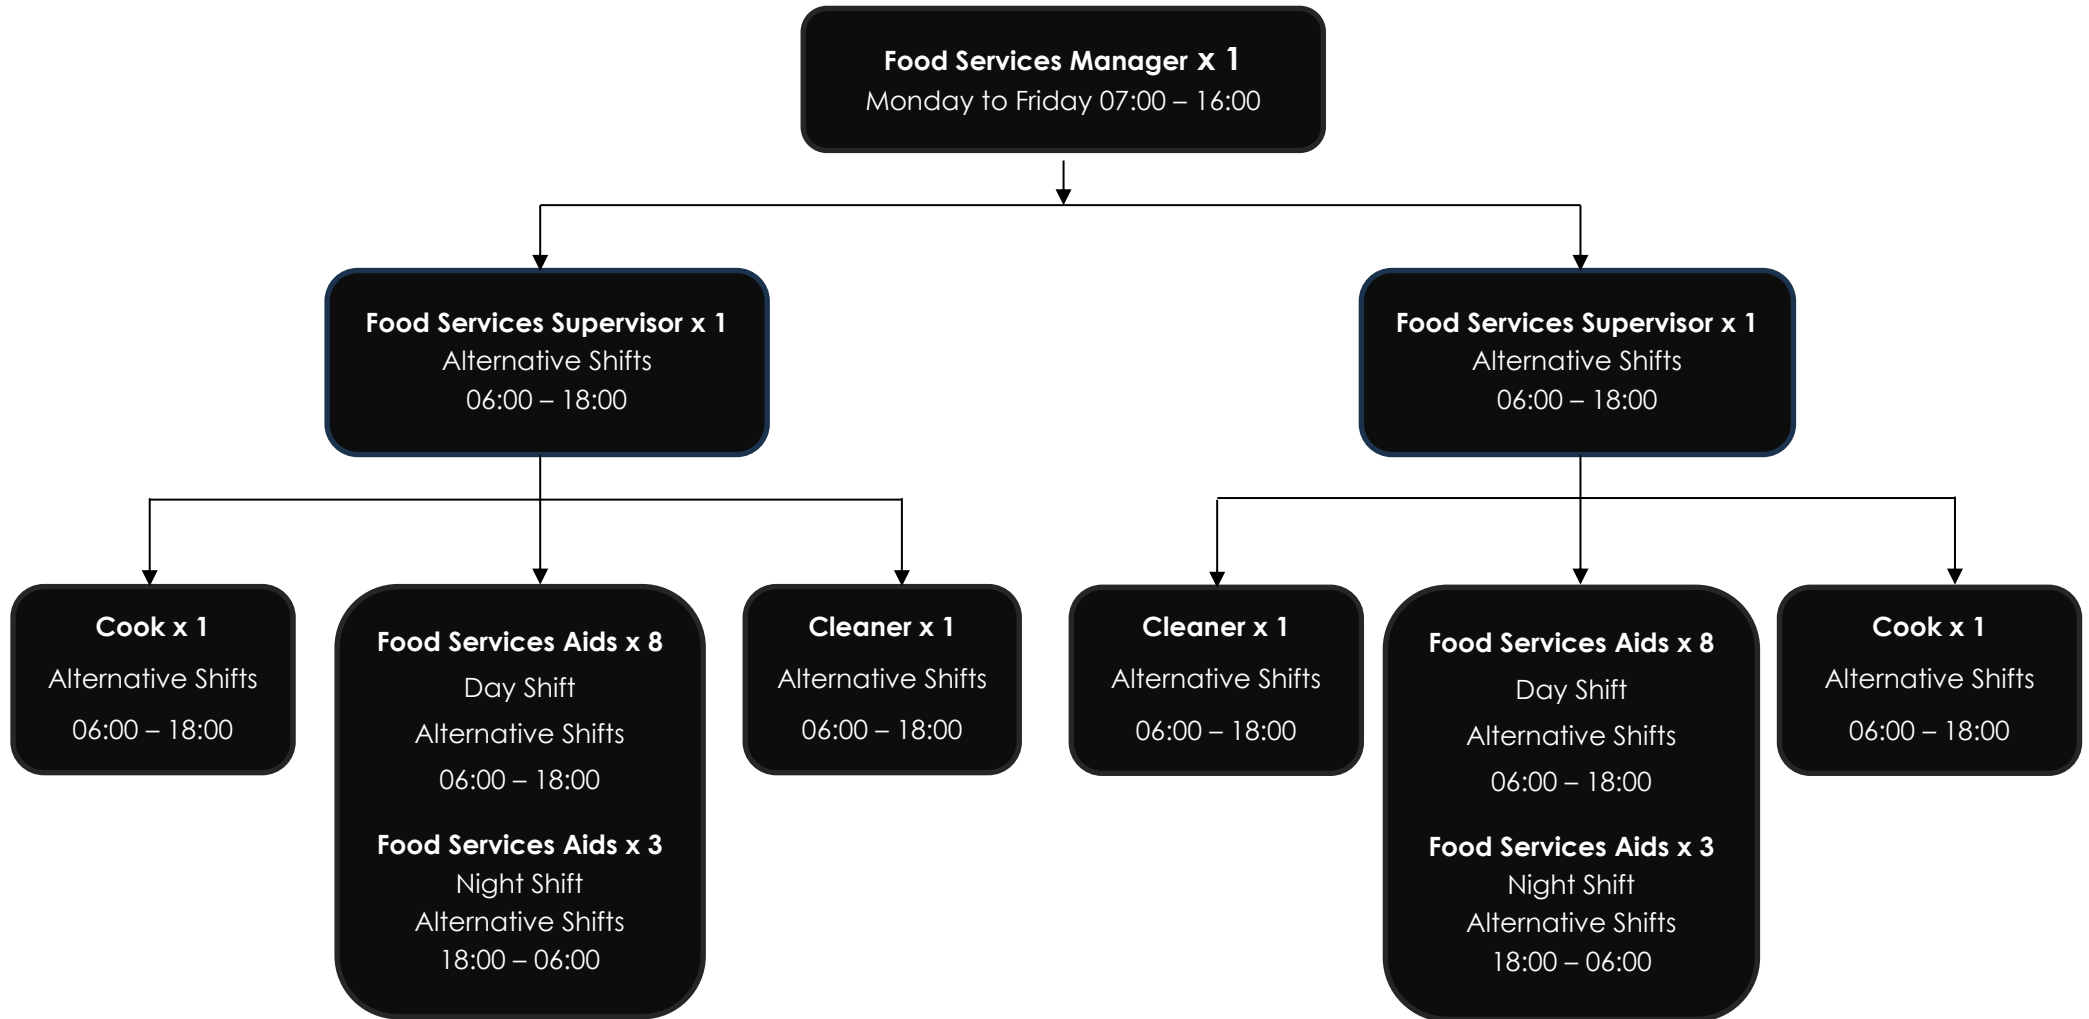 Food Services Manager x 1
Monday to Friday 07:00 – 16:00
Food Services Supervisor x 1
Alternative Shifts
06:00 – 18:00
Food Services Supervisor x 1
Alternative Shifts
06:00 – 18:00
Cook x 1
Alternative Shifts
06:00 – 18:00
Food Services Aids x 8
Day Shift
Alternative Shifts
06:00 – 18:00
Food Services Aids x 3
Night Shift
Alternative Shifts
18:00 – 06:00
Cleaner x 1
Alternative Shifts
06:00 – 18:00
Cleaner x 1
Alternative Shifts
06:00 – 18:00
Food Services Aids x 8
Day Shift
Alternative Shifts
06:00 – 18:00
Food Services Aids x 3
Night Shift
Alternative Shifts
18:00 – 06:00
Cook x 1
Alternative Shifts
06:00 – 18:00